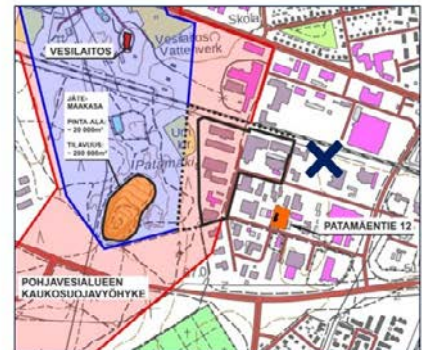 Skola
VESILAITOS
Vesilaitos
Vattenverk
JÄTE-
MAAKASA
PINTA-ALA:
~ 20 000m²
TILAVUUS:
~ 200 000m³
Patamäki
PATAMÄENTIE 12
POHJAVESIALUEEN
KAUKOSUOJAVYÖHYKE